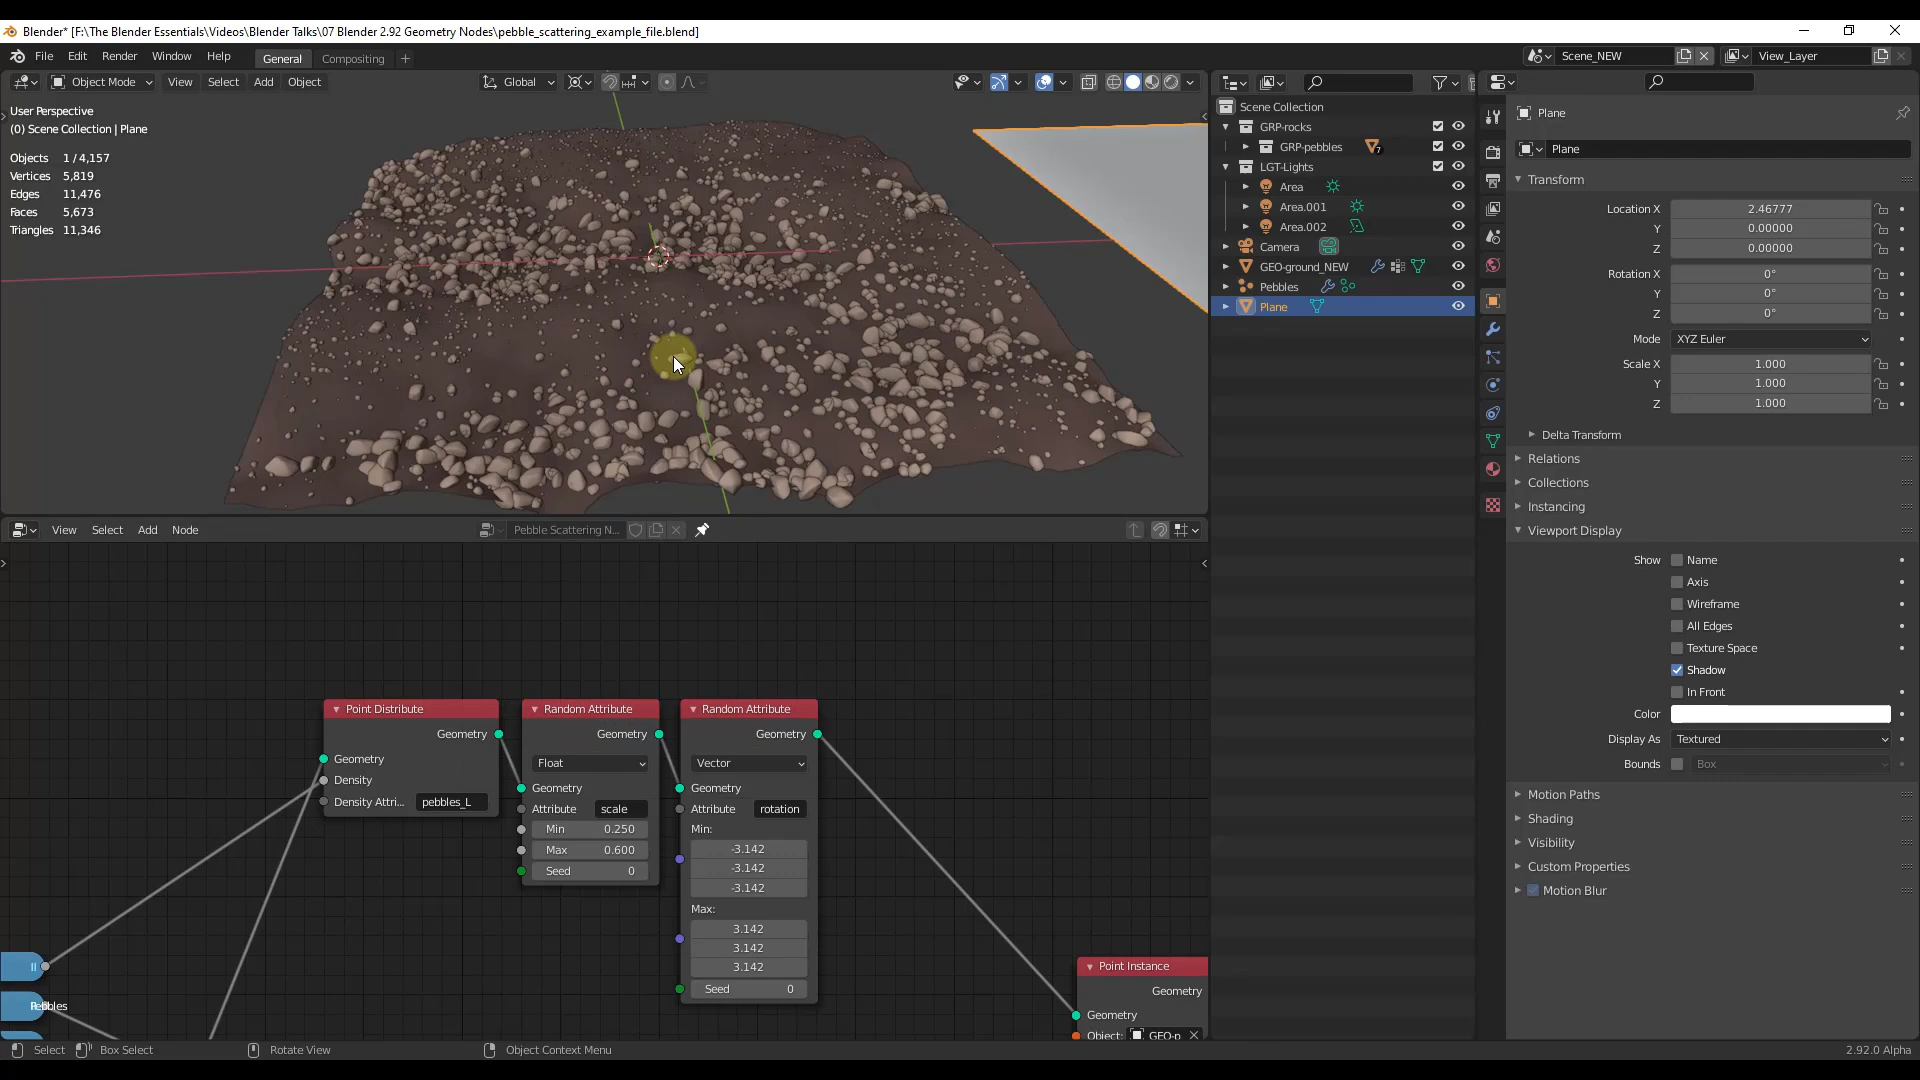 Blender* [F:\The Blender Essentials\Videos\Blender Talks\07 Blender 2.92 Geometry Nodes\pebble_scattering_example_file.blend]
File Edit Render Window Help General Compositing + Scene_NEW View_Layer
Object Mode View Select Add Object Global
User Perspective
(0) Scene Collection | Plane
Objects 1 / 4,157
Vertices 5,819
Edges 11,476
Faces 5,673
Triangles 11,346
Scene Collection
GRP-rocks
GRP-pebbles 7
LGT-Lights
Area
Area.001
Area.002
Camera
GEO-ground_NEW
Pebbles
Plane
Plane
Plane
Transform
Location X 2.46777
Y 0.00000
Z 0.00000
Rotation X 0°
Y 0°
Z 0°
Mode XYZ Euler
Scale X 1.000
Y 1.000
Z 1.000
Delta Transform
Relations
Collections
Instancing
Viewport Display
Show Name
Axis
Wireframe
All Edges
Texture Space
Shadow
In Front
Color
Display As Textured
Bounds Box
Motion Paths
Shading
Visibility
Custom Properties
Motion Blur
View Select Add Node Pebble Scattering N...
Point Distribute
Geometry
Geometry
Density
Density Attri... pebbles_L
Random Attribute
Geometry
Float
Geometry
Attribute scale
Min 0.250
Max 0.600
Seed 0
Random Attribute
Geometry
Vector
Geometry
Attribute rotation
Min:
-3.142
-3.142
-3.142
Max:
3.142
3.142
3.142
Seed 0
Point Instance
Geometry
Geometry
Object: GEO-p
Select Box Select Rotate View Object Context Menu 2.92.0 Alpha